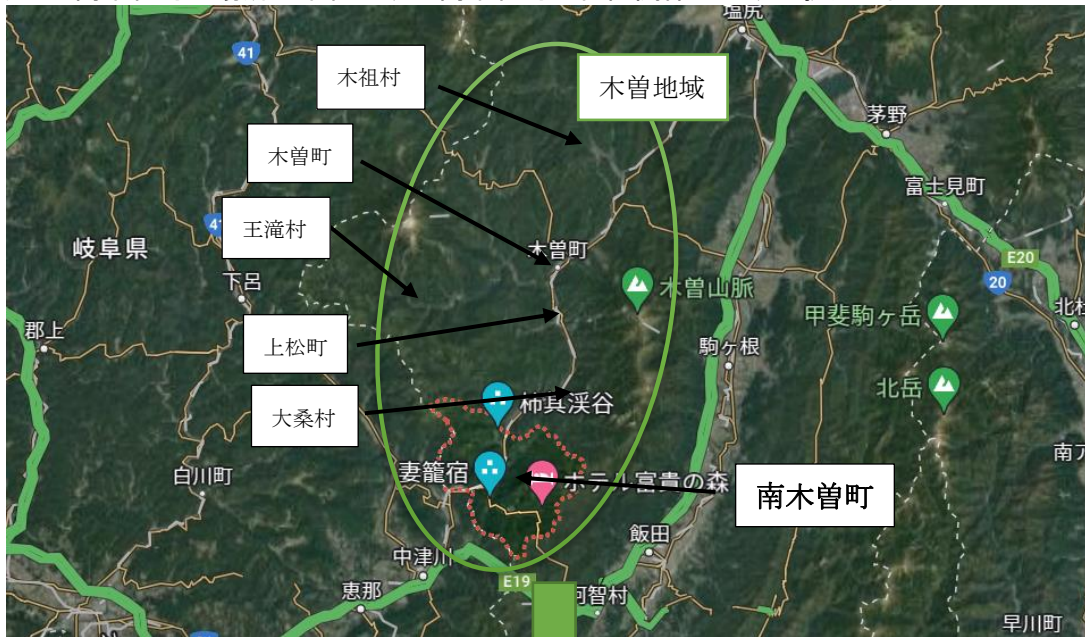 塩尻
41
木祖村
木曽地域
茅野
木曽町
富士見町
王滝村
41
岐阜県
木曽町
E20
20
下呂
木曽山脈
甲斐駒ヶ岳
郡上
上松町
駒ヶ根
北岳
大桑村
柿其渓谷
白川町
妻籠宿
ホテル富貴の森
南木曽町
飯田
中津川
E19
恵那
阿智村
早川町